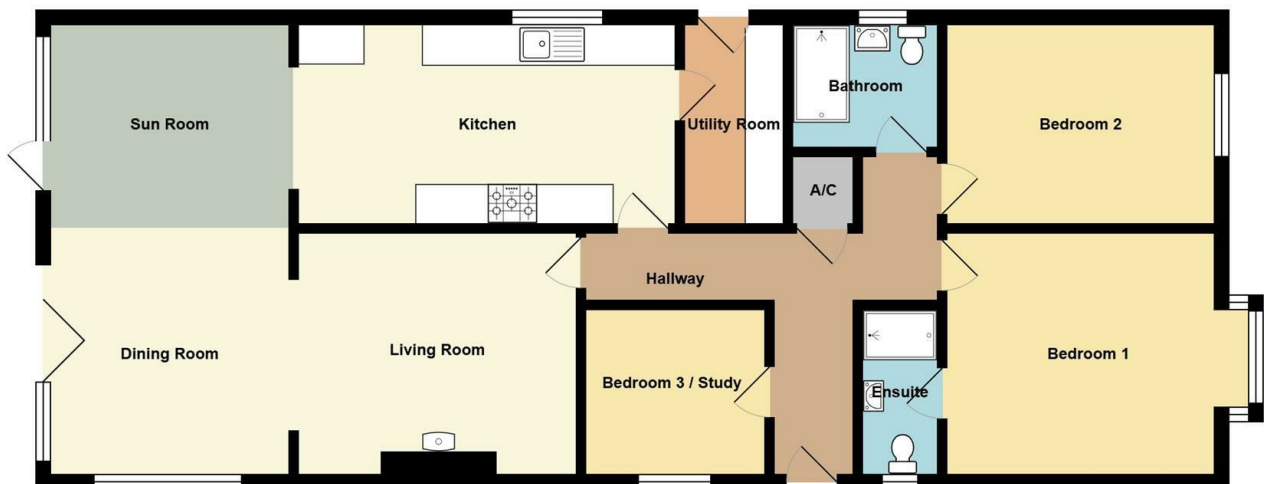 Sun Room
Kitchen
Utility Room
Bathroom
Bedroom 2
A/C
Hallway
Dining Room
Living Room
Bedroom 3 / Study
Ensuite
Bedroom 1